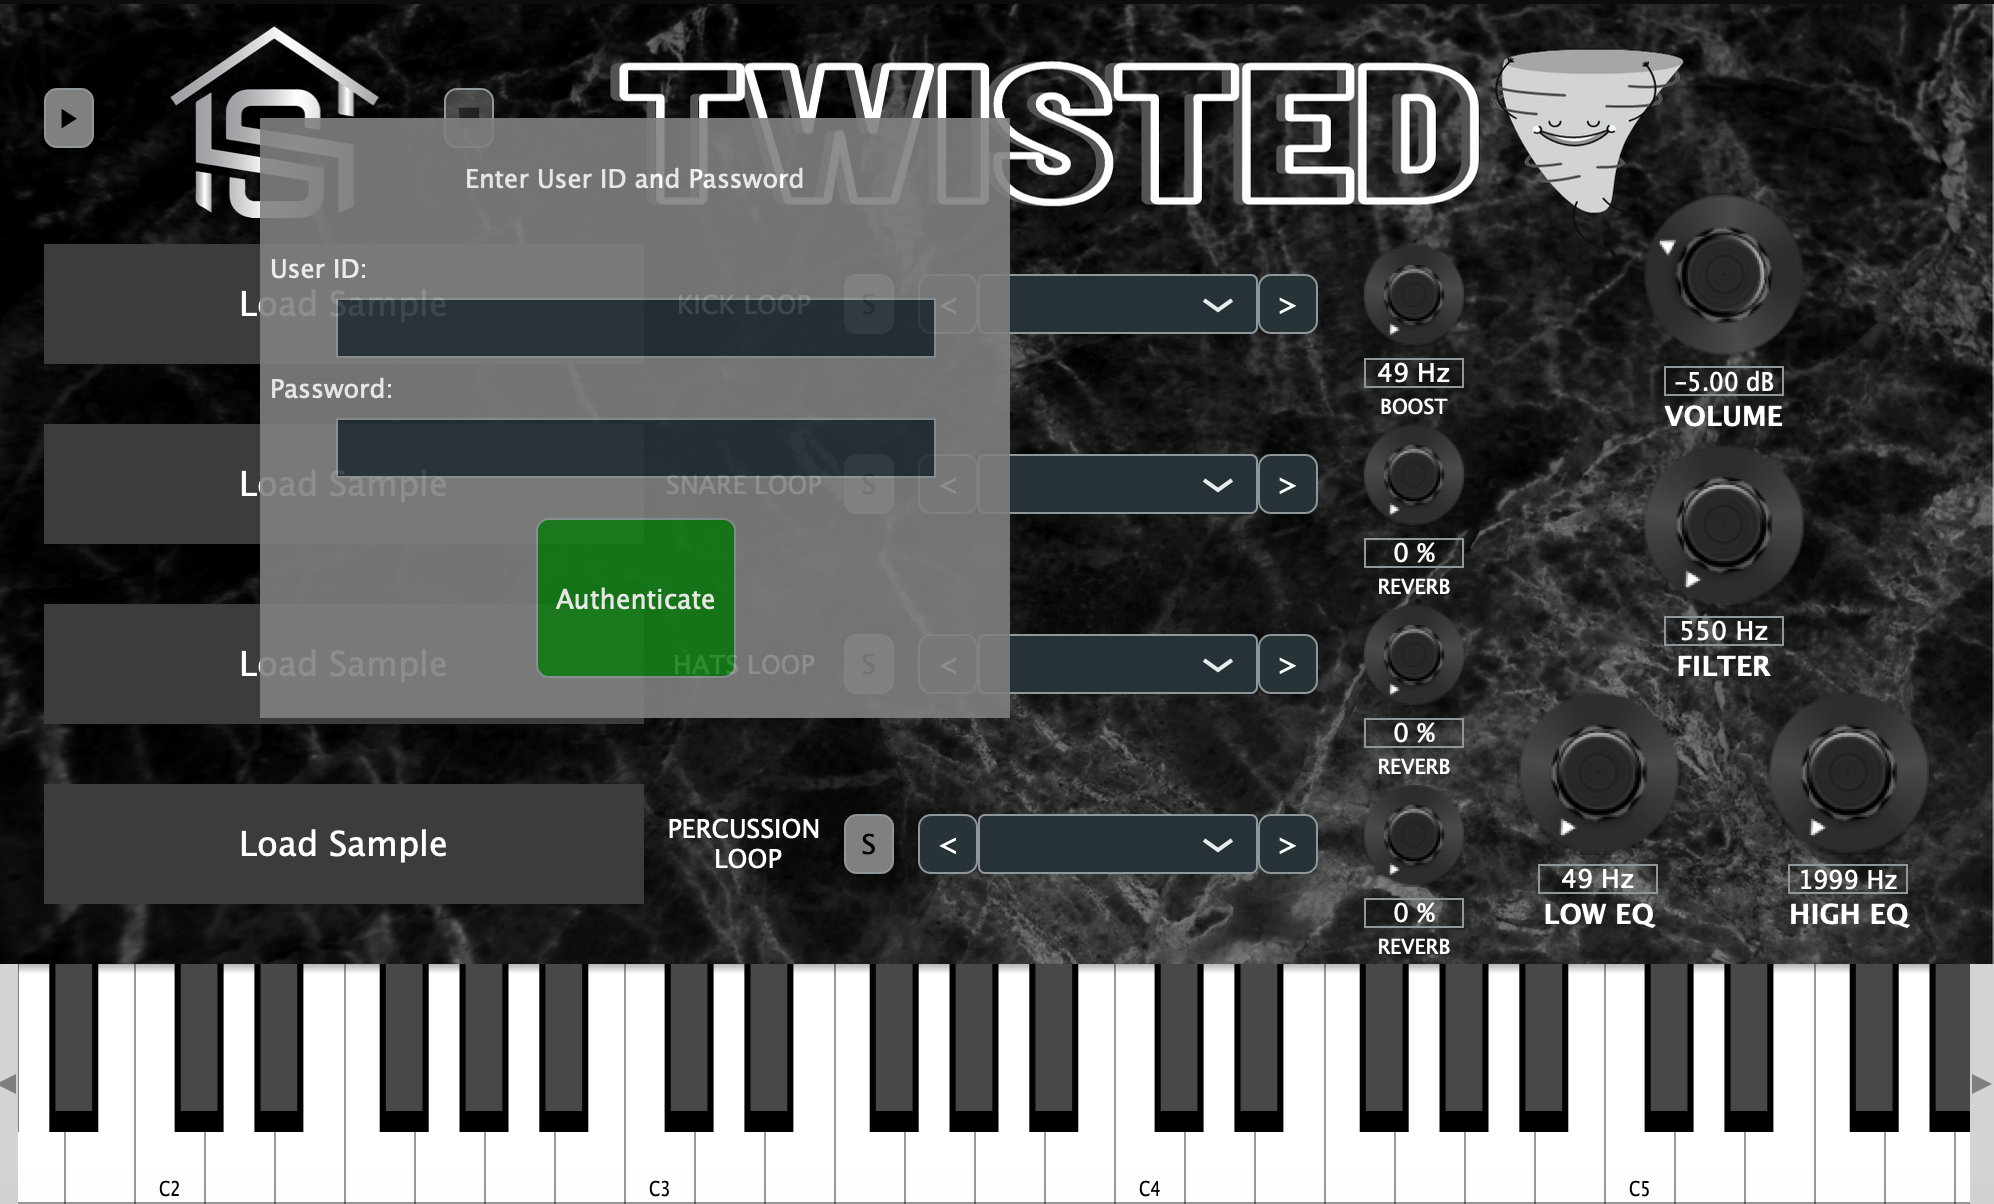 TWISTED
Enter User ID and Password
User ID:
Load Sample
KICK LOOP
S
<
>
49 Hz
BOOST
-5.00 dB
VOLUME
Password:
Load Sample
SNARE LOOP
S
<
>
0 %
REVERB
Authenticate
550 Hz
FILTER
Load Sample
HATS LOOP
S
<
>
0 %
REVERB
Load Sample
PERCUSSION
LOOP
S
<
>
0 %
REVERB
49 Hz
LOW EQ
1999 Hz
HIGH EQ
C2
C3
C4
C5